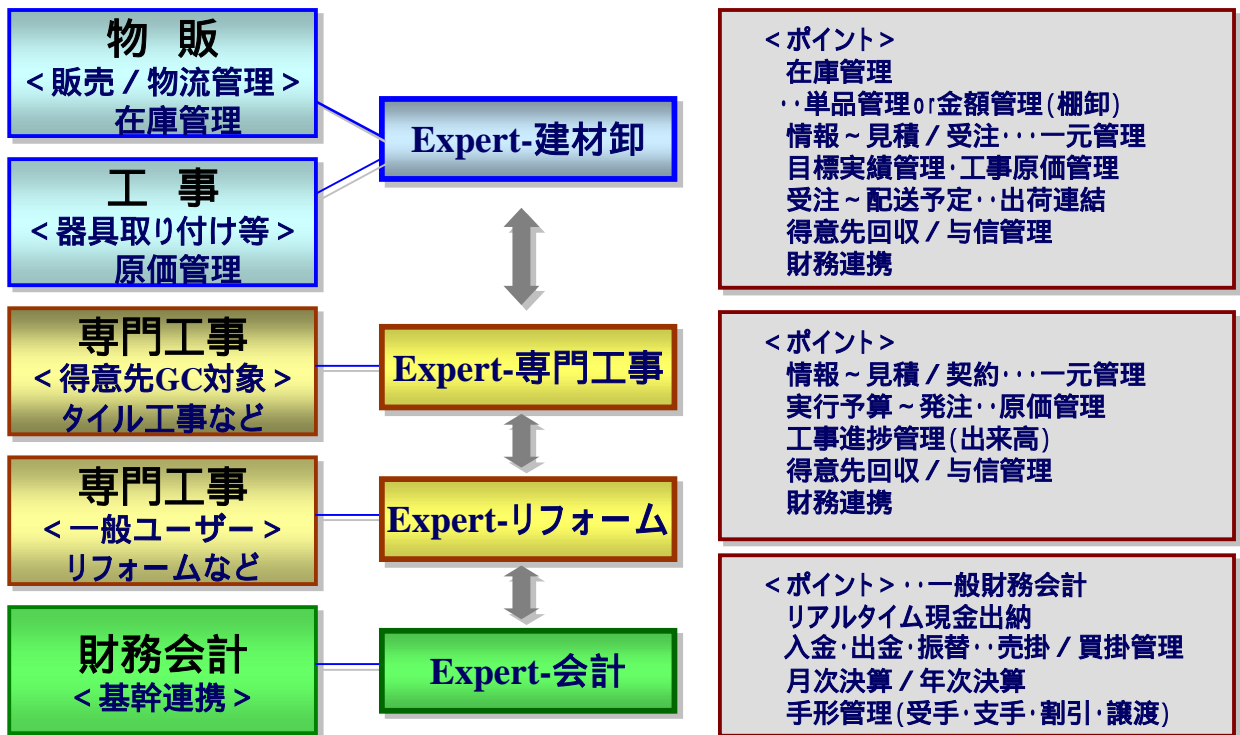 物 販
<販売/物流管理>
在庫管理
工 事
<器具取り付け等>
原価管理
専門工事
<得意先GC対象>
タイル工事など
専門工事
<一般ユーザー>
リフォームなど
財務会計
<基幹連携>
Expert-建材卸
Expert-専門工事
Expert-リフォーム
Expert-会計
<ポイント>
在庫管理
‥単品管理or金額管理(棚卸)
情報~見積/受注・・・一元管理
目標実績管理・工事原価管理
受注~配送予定‥出荷連結
得意先回収/与信管理
財務連携
<ポイント>
情報~見積/契約・・・一元管理
実行予算~発注‥原価管理
工事進捗管理(出来高)
得意先回収/与信管理
財務連携
<ポイント>‥一般財務会計
リアルタイム現金出納
入金・出金・振替‥売掛/買掛管理
月次決算/年次決算
手形管理(受手・支手・割引・譲渡)